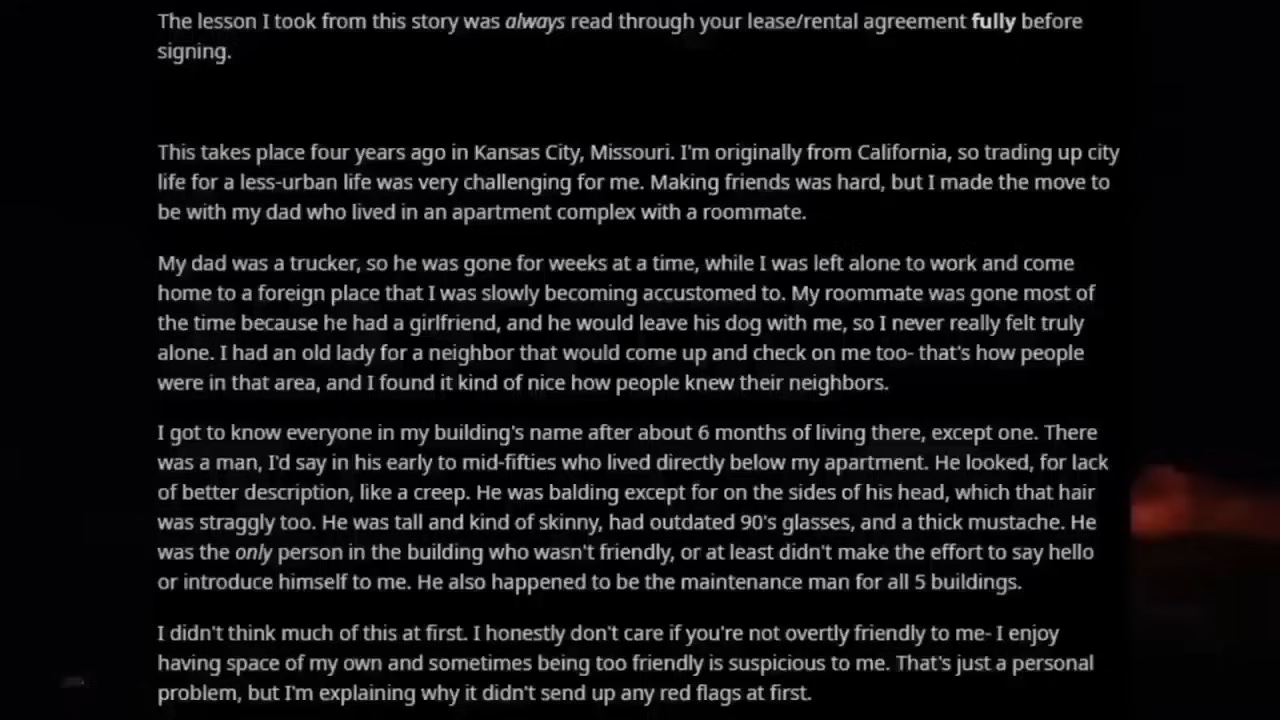 The lesson I took from this story was always read through your lease/rental agreement fully before
signing.
This takes place four years ago in Kansas City, Missouri. I'm originally from California, so trading up city
life for a less-urban life was very challenging for me. Making friends was hard, but I made the move to
be with my dad who lived in an apartment complex with a roommate.
My dad was a trucker, so he was gone for weeks at a time, while I was left alone to work and come
home to a foreign place that I was slowly becoming accustomed to. My roommate was gone most of
the time because he had a girlfriend, and he would leave his dog with me, so I never really felt truly
alone. I had an old lady for a neighbor that would come up and check on me too- that's how people
were in that area, and I found it kind of nice how people knew their neighbors.
I got to know everyone in my building's name after about 6 months of living there, except one. There
was a man, I'd say in his early to mid-fifties who lived directly below my apartment. He looked, for lack
of better description, like a creep. He was balding except for on the sides of his head, which that hair
was straggly too. He was tall and kind of skinny, had outdated 90's glasses, and a thick mustache. He
was the only person in the building who wasn't friendly, or at least didn't make the effort to say hello
or introduce himself to me. He also happened to be the maintenance man for all 5 buildings.
I didn't think much of this at first. I honestly don't care if you're not overtly friendly to me- I enjoy
having space of my own and sometimes being too friendly is suspicious to me. That's just a personal
problem, but I'm explaining why it didn't send up any red flags at first.